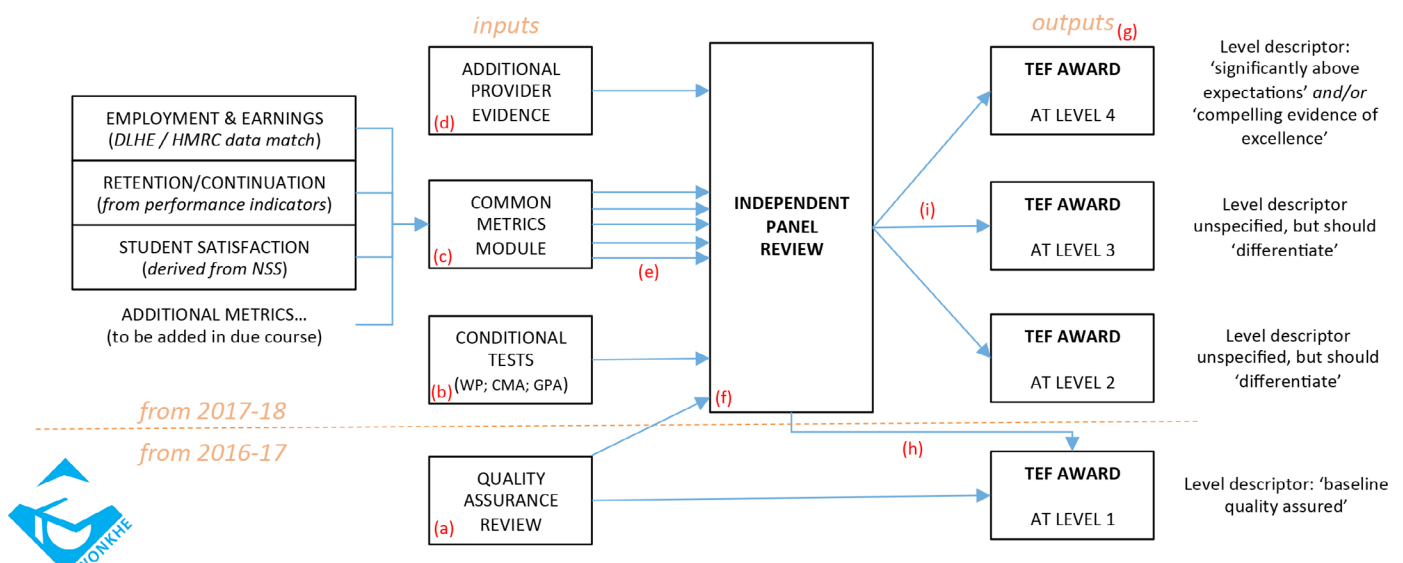 inputs
outputs
(g)
EMPLOYMENT & EARNINGS
(DLHE / HMRC data match)
RETENTION/CONTINUATION
(from performance indicators)
STUDENT SATISFACTION
(derived from NSS)
ADDITIONAL METRICS...
(to be added in due course)
ADDITIONAL
PROVIDER
EVIDENCE
(d)
COMMON
METRICS
MODULE
(c)
(e)
CONDITIONAL
TESTS
(WP; CMA; GPA)
(b)
INDEPENDENT
PANEL
REVIEW
(f)
(i)
TEF AWARD
AT LEVEL 4
Level descriptor:
‘significantly above
expectations’ and/or
‘compelling evidence of
excellence’
TEF AWARD
AT LEVEL 3
Level descriptor
unspecified, but should
‘differentiate’
TEF AWARD
AT LEVEL 2
Level descriptor
unspecified, but should
‘differentiate’
from 2017-18
from 2016-17
QUALITY
ASSURANCE
REVIEW
(a)
(h)
TEF AWARD
AT LEVEL 1
Level descriptor: ‘baseline
quality assured’
WONKHE